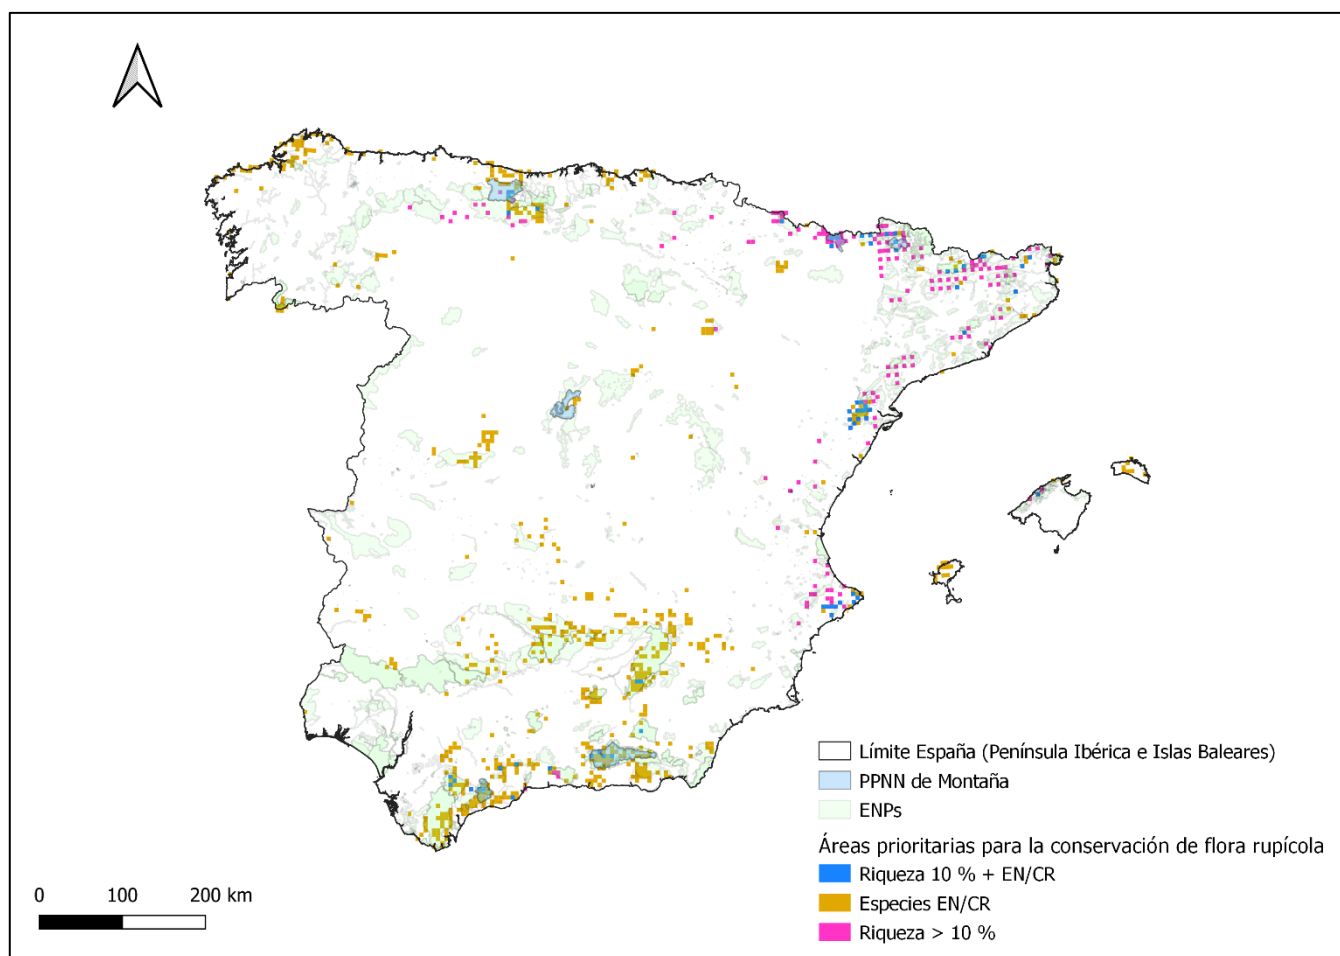 Límite España (Península Ibérica e Islas Baleares)
PPNN de Montaña
ENPs
Áreas prioritarias para la conservación de flora rupícola
Riqueza 10 % + EN/CR
Especies EN/CR
Riqueza > 10 %
0 100 200 km